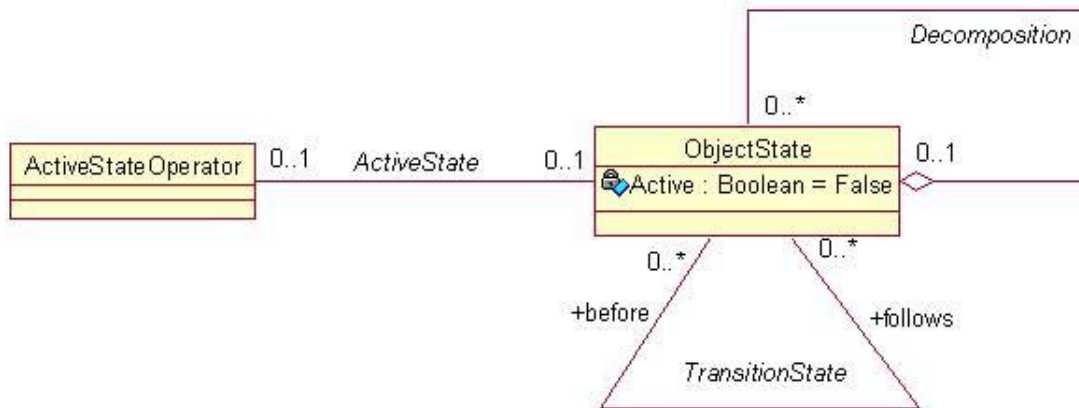 Decomposition
0..*
ActiveStateOperator
0..1
ActiveState
0..1
ObjectState
0..1
Active : Boolean = False
0..*
0..*
+before
+follows
TransitionState